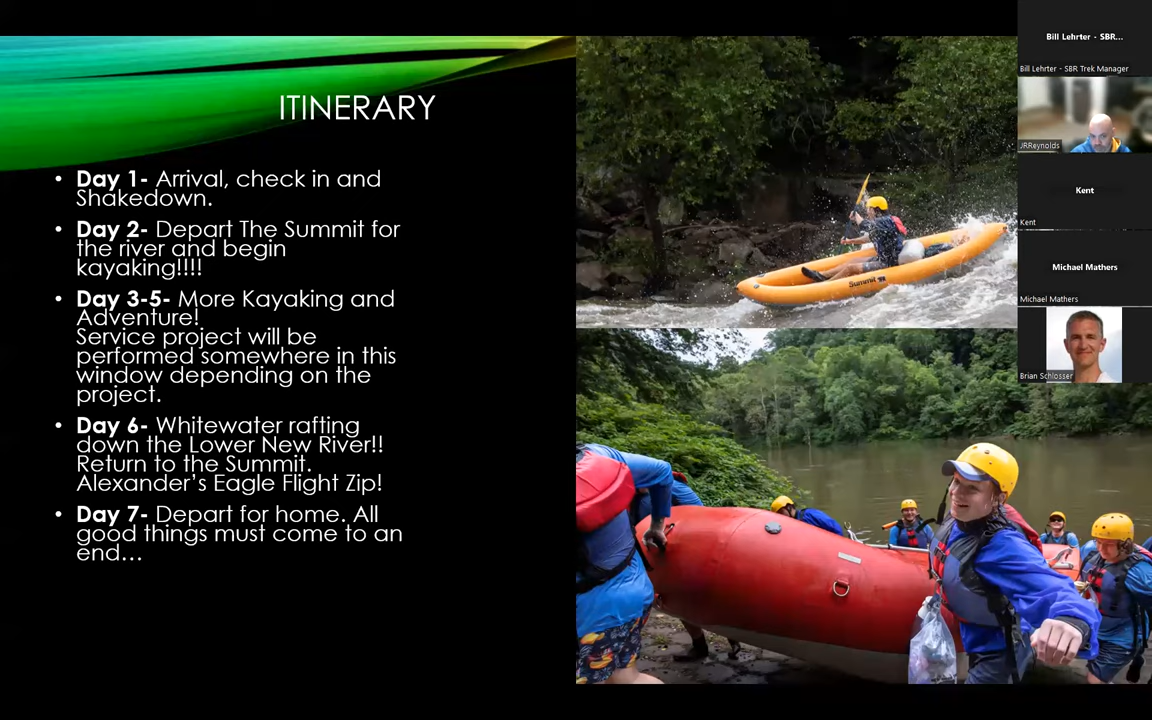 ITINERARY
• Day 1- Arrival, check in and
Shakedown.
• Day 2- Depart The Summit for
the river and begin
kayaking!!!!
• Day 3-5- More Kayaking and
Adventure!
Service project will be
performed somewhere in this
window depending on the
project.
• Day 6- Whitewater rafting
down the Lower New River!!
Return to the Summit.
Alexander’s Eagle Flight Zip!
• Day 7- Depart for home. All
good things must come to an
end…
Summit
Bill Lehrter - SBR...
Bill Lehrter - SBR Trek Manager
JRReynolds
Kent
Kent
Michael Mathers
Michael Mathers
Brian Schlosser